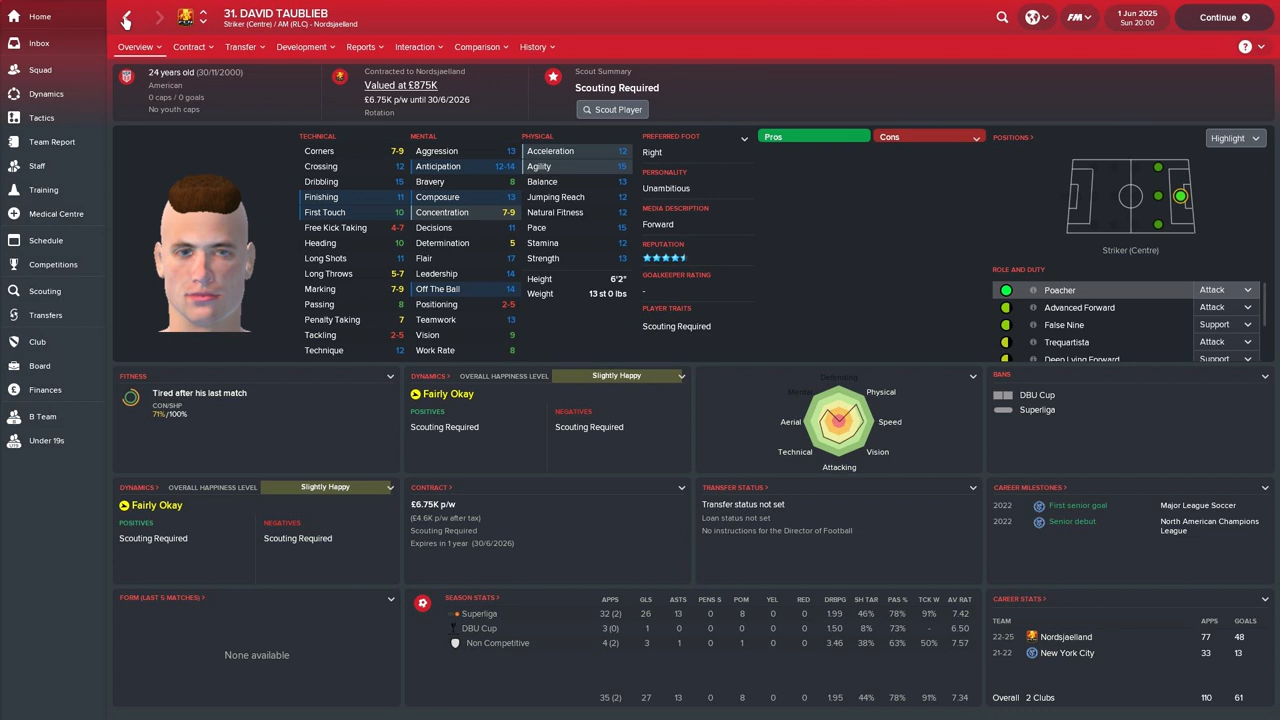 Home
31. DAVID TAUBLIEB
Striker (Centre) / AM (RLC) - Nordsjaelland
FM
1 Jun 2025
Sun 20:00
Continue
Inbox
Squad
Dynamics
Tactics
Team Report
Staff
Training
Medical Centre
Schedule
Competitions
Scouting
Transfers
Club
Board
Finances
B Team
Under 19s
Overview Contract Transfer Development Reports Interaction Comparison History
?
24 years old (30/11/2000)
American
0 caps / 0 goals
No youth caps
Contracted to Nordsjaelland
Valued at £875K
£6.75K p/w until 30/6/2026
Rotation
Scout Summary
Scouting Required
Scout Player
TECHNICAL
Corners 7-9
Crossing 12
Dribbling 15
Finishing 11
First Touch 10
Free Kick Taking 4-7
Heading 10
Long Shots 11
Long Throws 5-7
Marking 7-9
Passing 8
Penalty Taking 7
Tackling 2-5
Technique 12
MENTAL
Aggression 13
Anticipation 12-14
Bravery 8
Composure 13
Concentration 7-9
Decisions 11
Determination 5
Flair 17
Leadership 14
Off The Ball 14
Positioning 2-5
Teamwork 13
Vision 9
Work Rate 8
PHYSICAL
Acceleration 12
Agility 15
Balance 13
Jumping Reach 12
Natural Fitness 12
Pace 15
Stamina 12
Strength 13
Height 6'2"
Weight 13 st 0 lbs
PREFERRED FOOT
Right
PERSONALITY
Unambitious
MEDIA DESCRIPTION
Forward
REPUTATION
GOALKEEPER RATING
-
PLAYER TRAITS
Scouting Required
Pros
Cons
POSITIONS >
Highlight
Striker (Centre)
ROLE AND DUTY
Poacher Attack
Advanced Forward Attack
False Nine Support
Trequartista Attack
Deep Lying Forward Support
FITNESS
Tired after his last match
CON/SHP
71%/100%
DYNAMICS > OVERALL HAPPINESS LEVEL Slightly Happy
Fairly Okay
POSITIVES
Scouting Required
NEGATIVES
Scouting Required
Defending
Physical
Speed
Vision
Attacking
Technical
Aerial
Mental
BANS
DBU Cup
Superliga
DYNAMICS > OVERALL HAPPINESS LEVEL Slightly Happy
Fairly Okay
POSITIVES
Scouting Required
NEGATIVES
Scouting Required
CONTRACT >
£6.75K p/w
(£4.6K p/w after tax)
Scouting Required
Expires in 1 year (30/6/2026)
TRANSFER STATUS >
Transfer status not set
Loan status not set
No instructions for the Director of Football
CAREER MILESTONES >
2022 First senior goal Major League Soccer
2022 Senior debut North American Champions
League
FORM (LAST 5 MATCHES) >
None available
SEASON STATS > APPS GLS ASTS PENS S POM YEL RED DRBPG SH TAR PAS % TCK W AV RAT
Superliga 32 (2) 26 13 0 8 0 0 1.99 46% 78% 91% 7.42
DBU Cup 3 (0) 1 0 0 0 0 0 1.50 8% 73% - 6.50
Non Competitive 4 (2) 3 1 0 1 0 0 3.46 38% 63% 50% 7.57
35 (2) 27 13 0 8 0 0 1.95 44% 78% 91% 7.34
CAREER STATS >
TEAM APPS GOALS
22-25 Nordsjaelland 77 48
21-22 New York City 33 13
Overall 2 Clubs 110 61